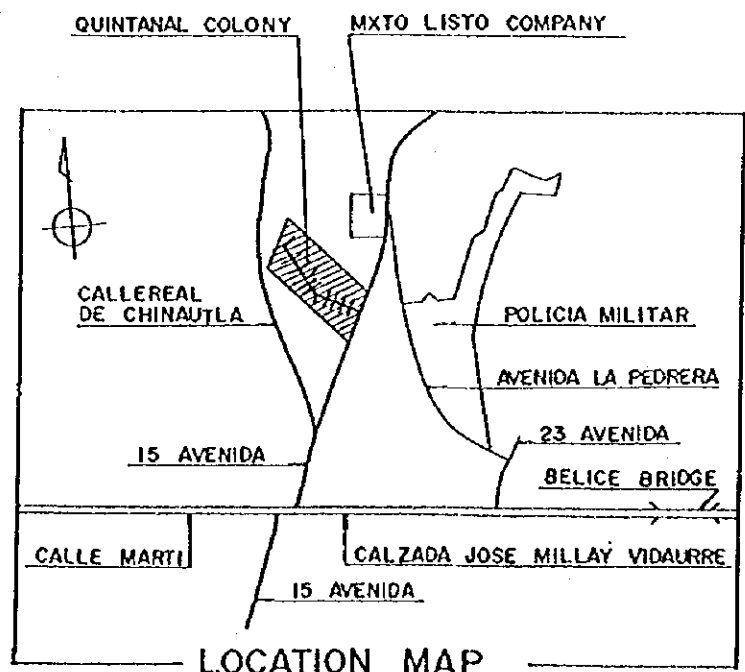 QUINTANAL COLONY
MXTO LISTO COMPANY
CALLEREAL
DE CHINAUTLA
POLICIA MILITAR
AVENIDA LA PEDRERA
15 AVENIDA
23 AVENIDA
BELICE BRIDGE
CALLE MARTI
CALZADA JOSE MILLAY VIDAURRE
15 AVENIDA
LOCATION MAP